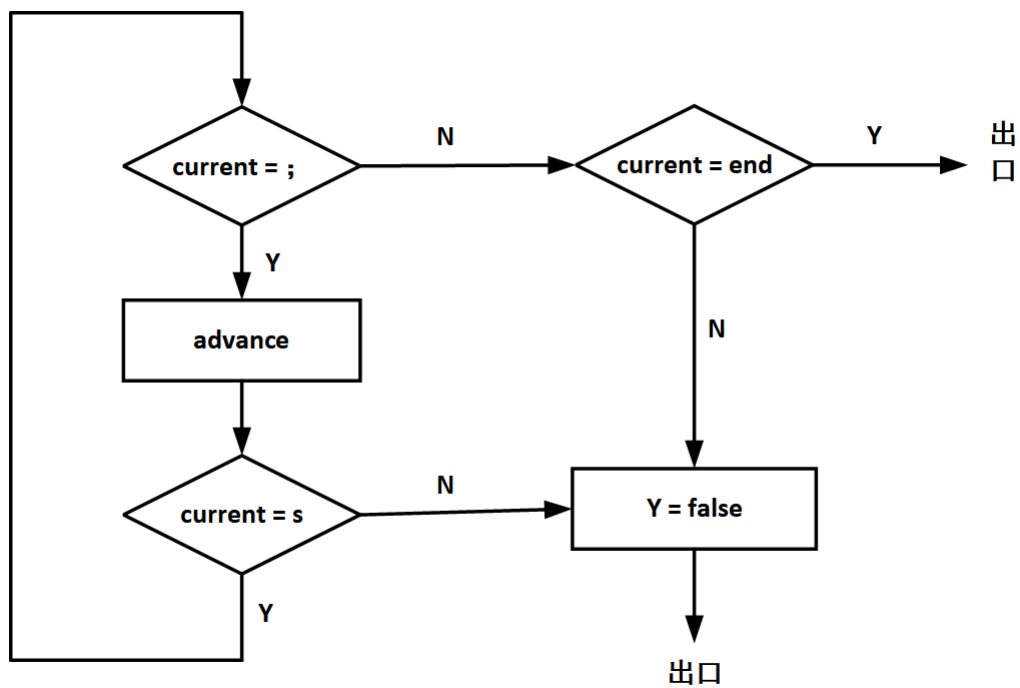 current = ;
N
current = end
Y
出
口
Y
advance
N
current = s
N
Y = false
Y
出口